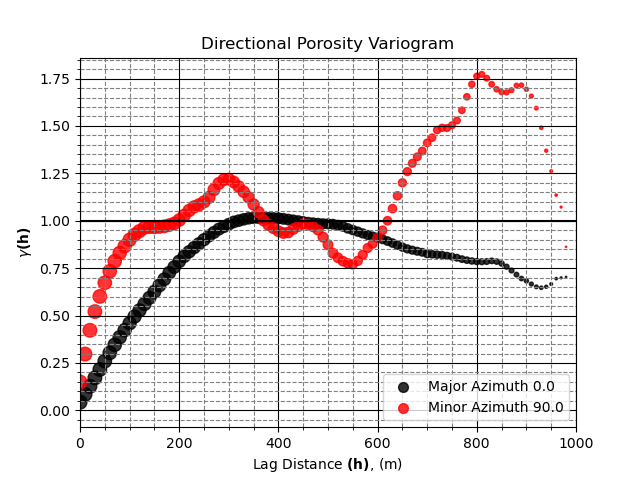 Directional Porosity Variogram
1.75
1.50
1.25
1.00
0.75
0.50
0.25
0.00
γ(h)
0 200 400 600 800 1000
Lag Distance (h), (m)
Major Azimuth 0.0
Minor Azimuth 90.0